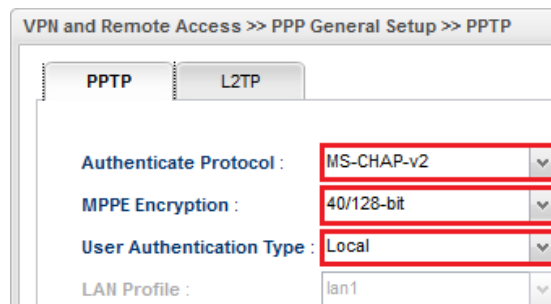 VPN and Remote Access >> PPP General Setup >> PPTP
PPTP L2TP
Authenticate Protocol : MS-CHAP-v2
MPPE Encryption : 40/128-bit
User Authentication Type : Local
LAN Profile : lan1